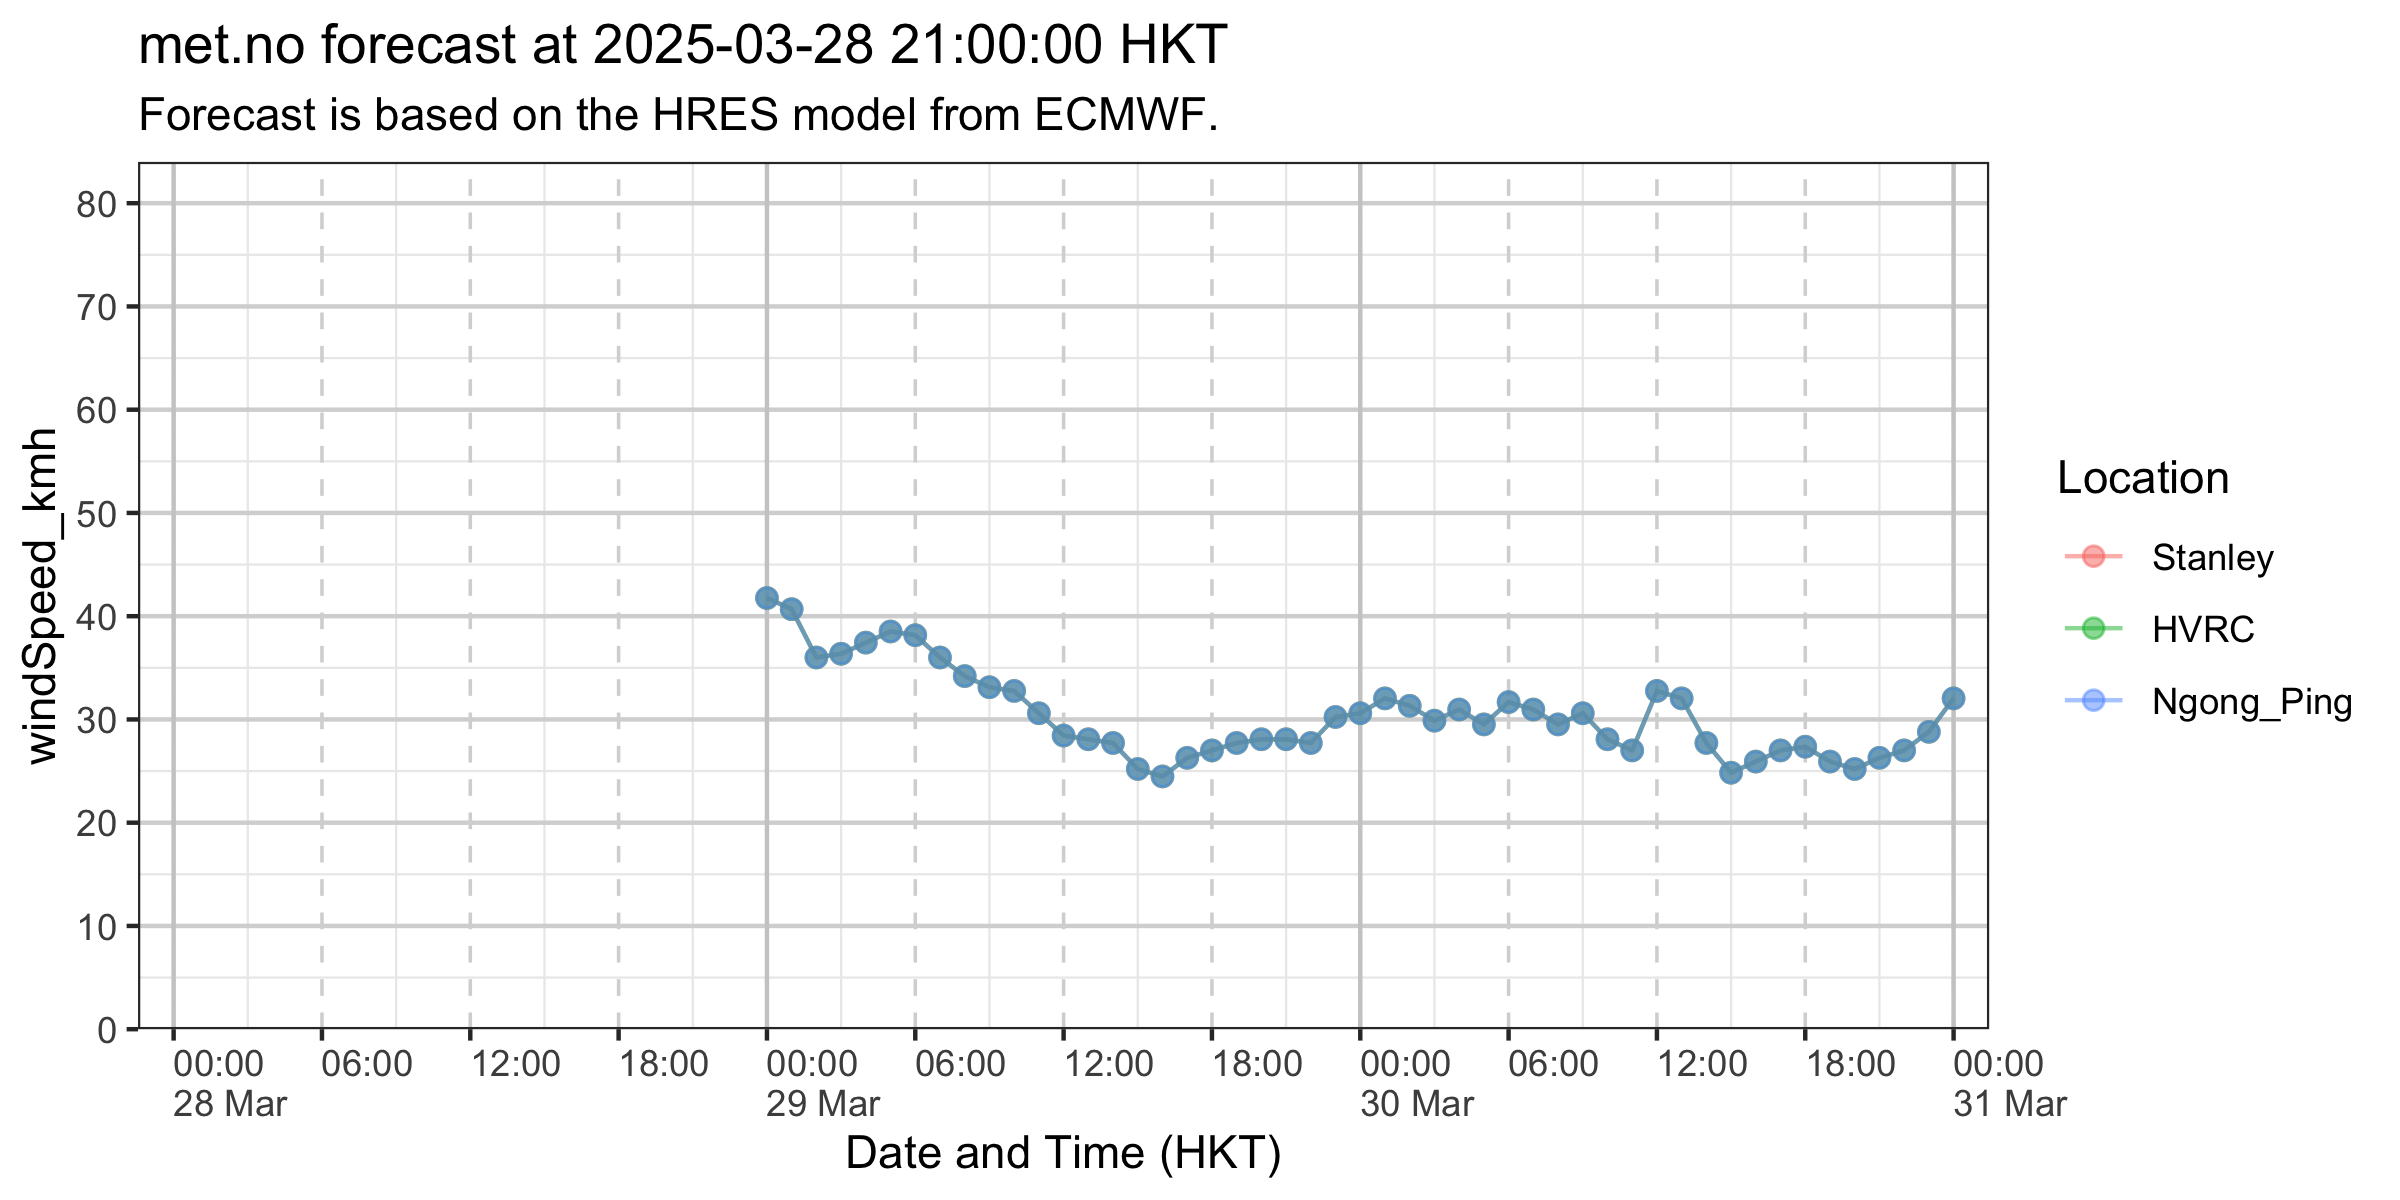 met.no forecast at 2025-03-28 21:00:00 HKT
Forecast is based on the HRES model from ECMWF.
windSpeed_kmh
80
70
60
50
40
30
20
10
0
00:00 06:00 12:00 18:00 00:00 06:00 12:00 18:00 00:00 06:00 12:00 18:00 00:00
28 Mar 29 Mar 30 Mar 31 Mar
Date and Time (HKT)
Location
Stanley
HVRC
Ngong_Ping